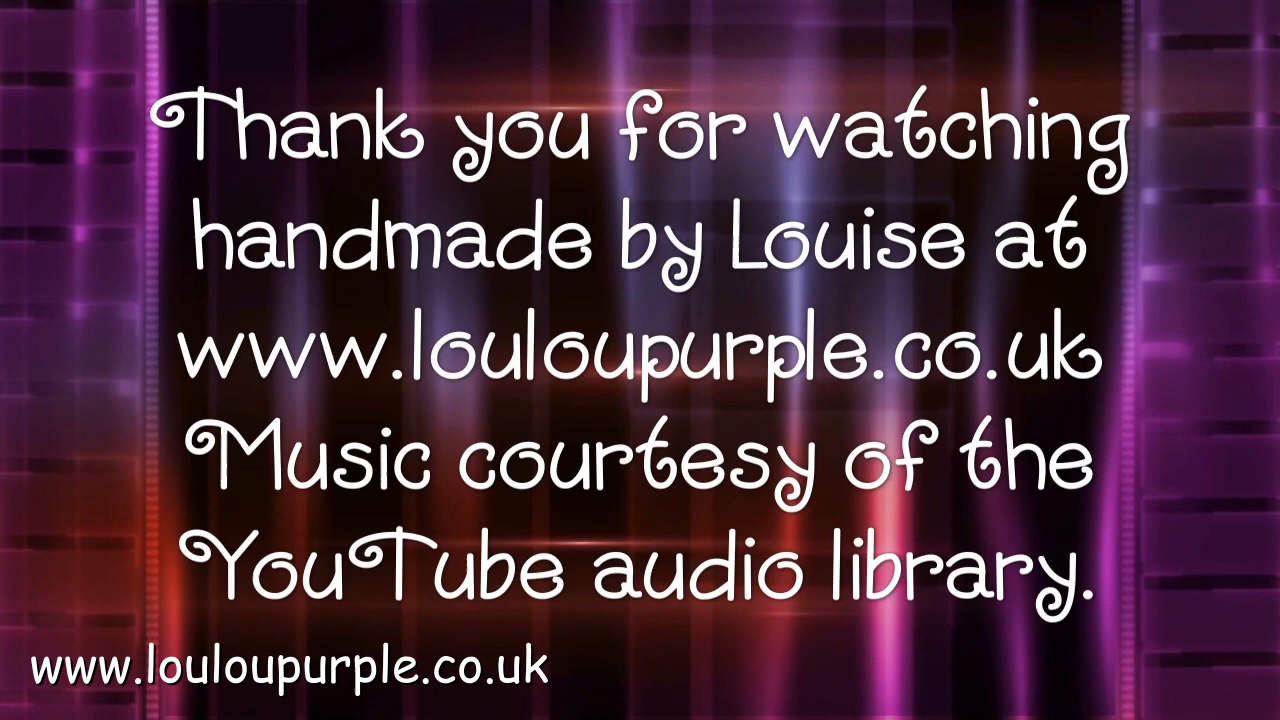 Thank you for watching
handmade by Louise at
www.louloupurple.co.uk
Music courtesy of the
YouTube audio library.
www.louloupurple.co.uk